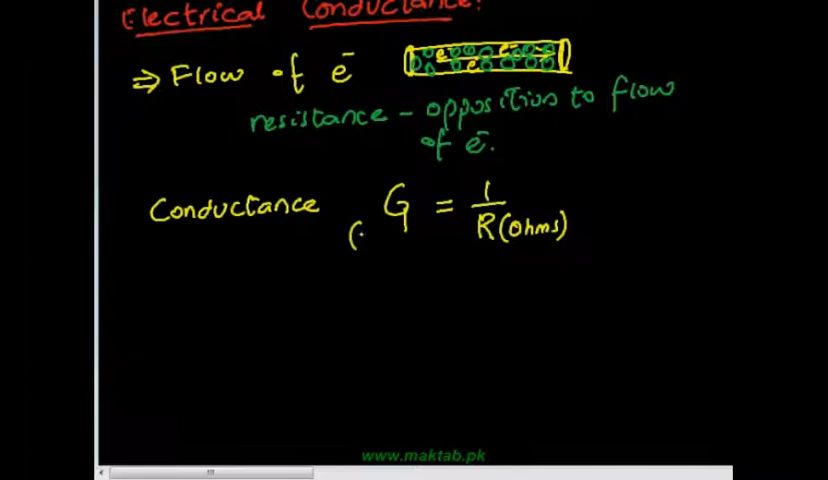 Electrical Conductance:
⇒ Flow of e⁻
e⁻ e⁻ e
resistance - opposition to flow
of e⁻.
Conductance ( G = 1/R (Ohms)
www.maktab.pk